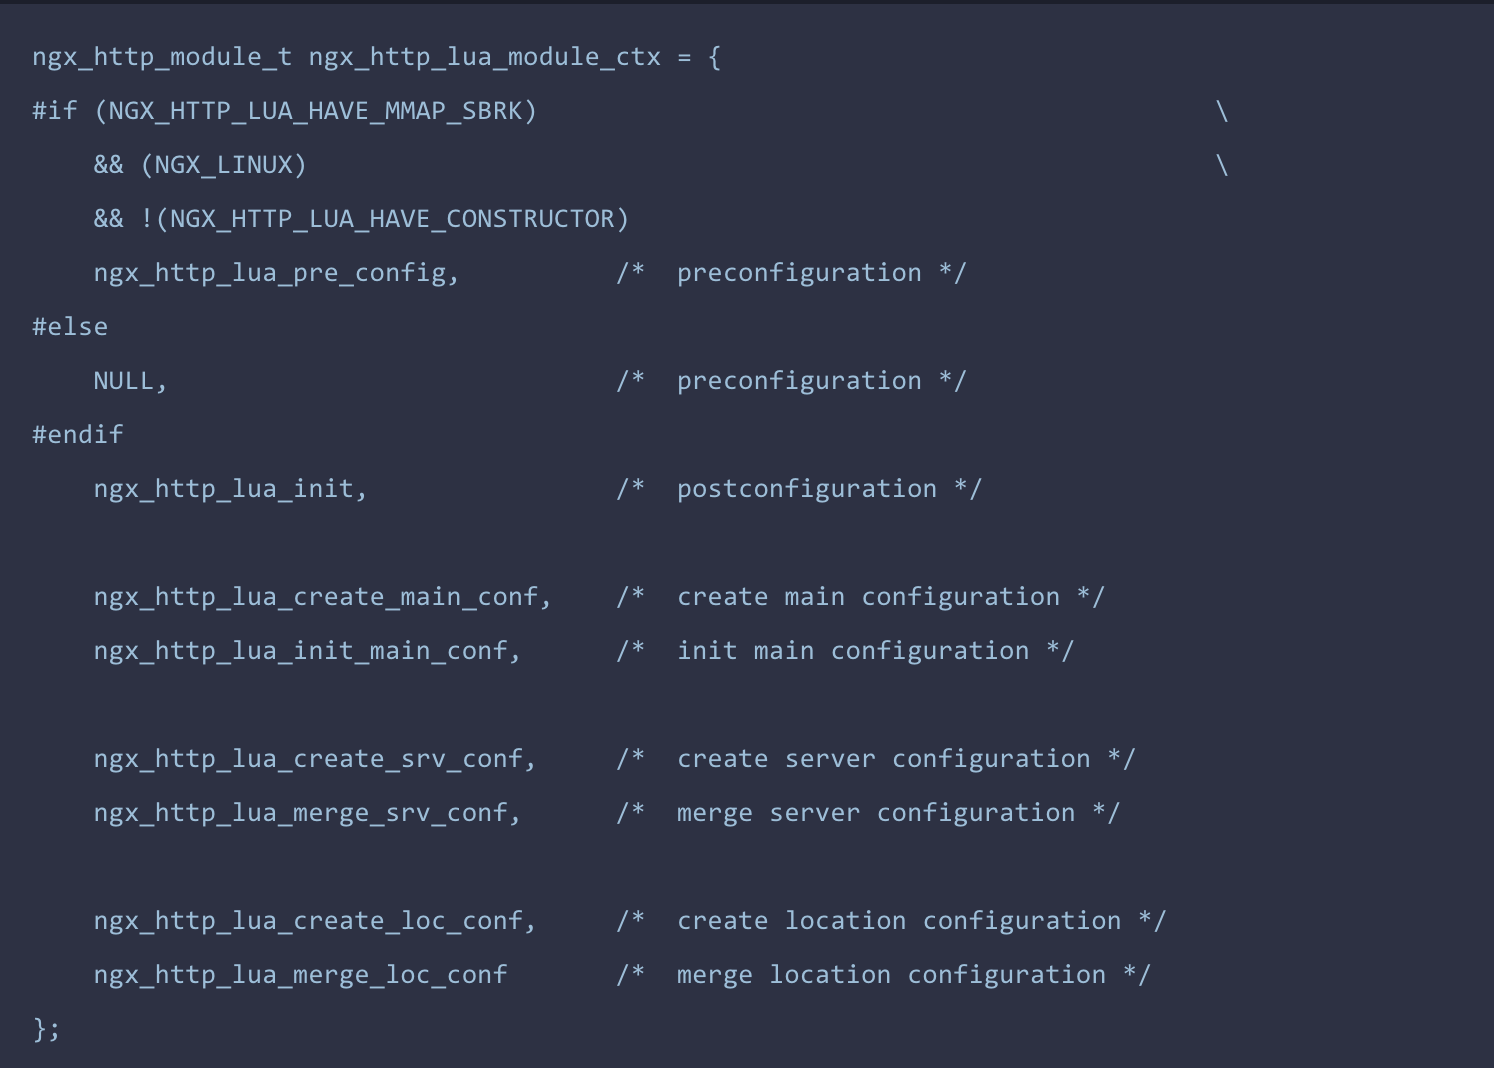 ngx_http_module_t ngx_http_lua_module_ctx = {
#if (NGX_HTTP_LUA_HAVE_MMAP_SBRK)                                            \
    && (NGX_LINUX)                                                           \
    && !(NGX_HTTP_LUA_HAVE_CONSTRUCTOR)
    ngx_http_lua_pre_config,          /*  preconfiguration */
#else
    NULL,                             /*  preconfiguration */
#endif
    ngx_http_lua_init,                /*  postconfiguration */
    ngx_http_lua_create_main_conf,    /*  create main configuration */
    ngx_http_lua_init_main_conf,      /*  init main configuration */
    ngx_http_lua_create_srv_conf,     /*  create server configuration */
    ngx_http_lua_merge_srv_conf,      /*  merge server configuration */
    ngx_http_lua_create_loc_conf,     /*  create location configuration */
    ngx_http_lua_merge_loc_conf       /*  merge location configuration */
};